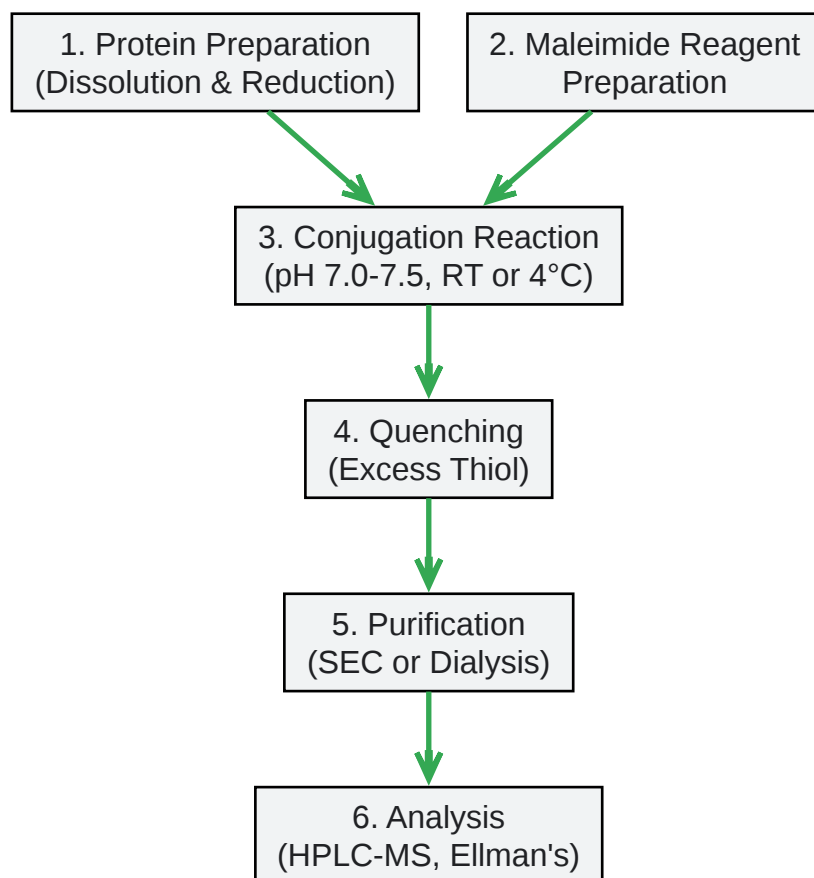 1. Protein Preparation
(Dissolution & Reduction)
2. Maleimide Reagent
Preparation
3. Conjugation Reaction
(pH 7.0-7.5, RT or 4°C)
4. Quenching
(Excess Thiol)
5. Purification
(SEC or Dialysis)
6. Analysis
(HPLC-MS, Ellman's)